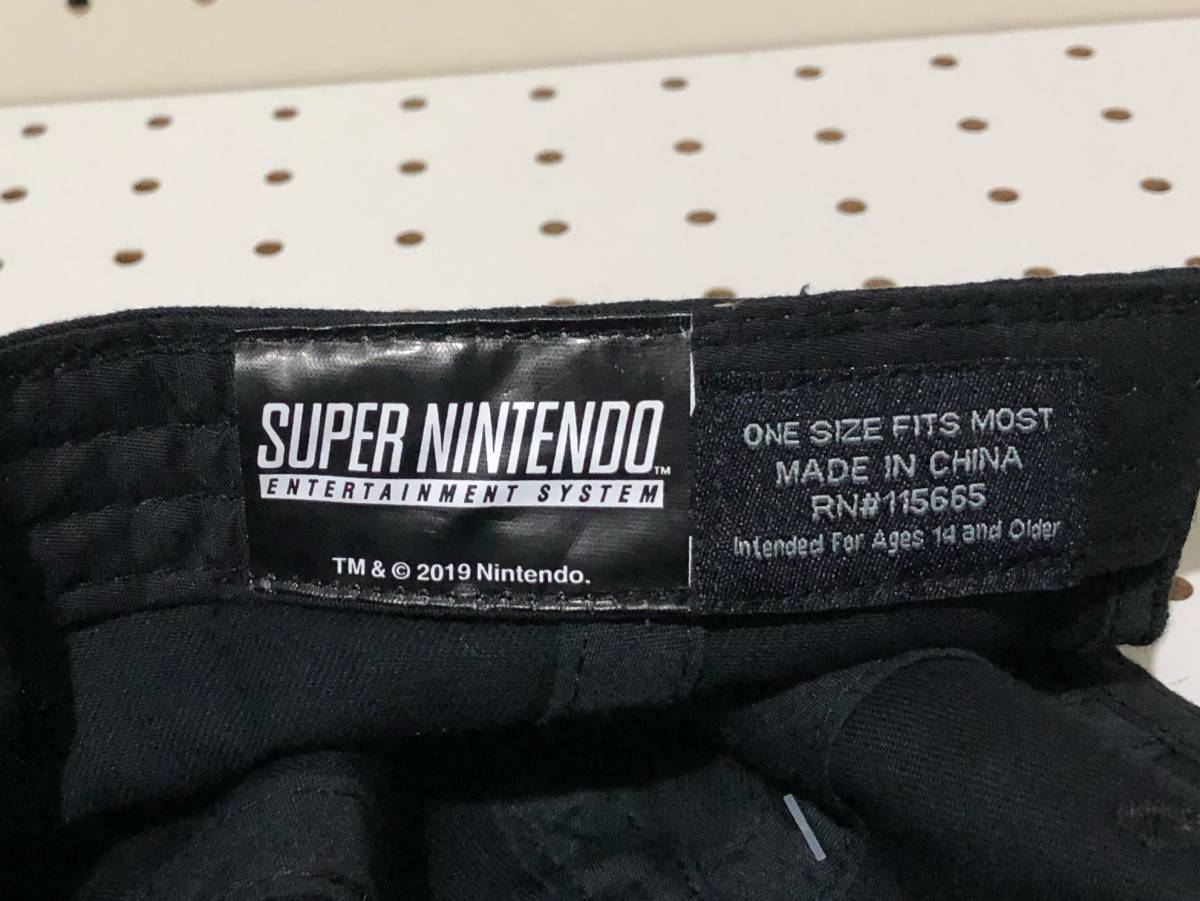 SUPER NINTENDO™
ENTERTAINMENT SYSTEM
TM & © 2019 Nintendo.
ONE SIZE FITS MOST
MADE IN CHINA
RN#115665
Intended For Ages 14 and Older